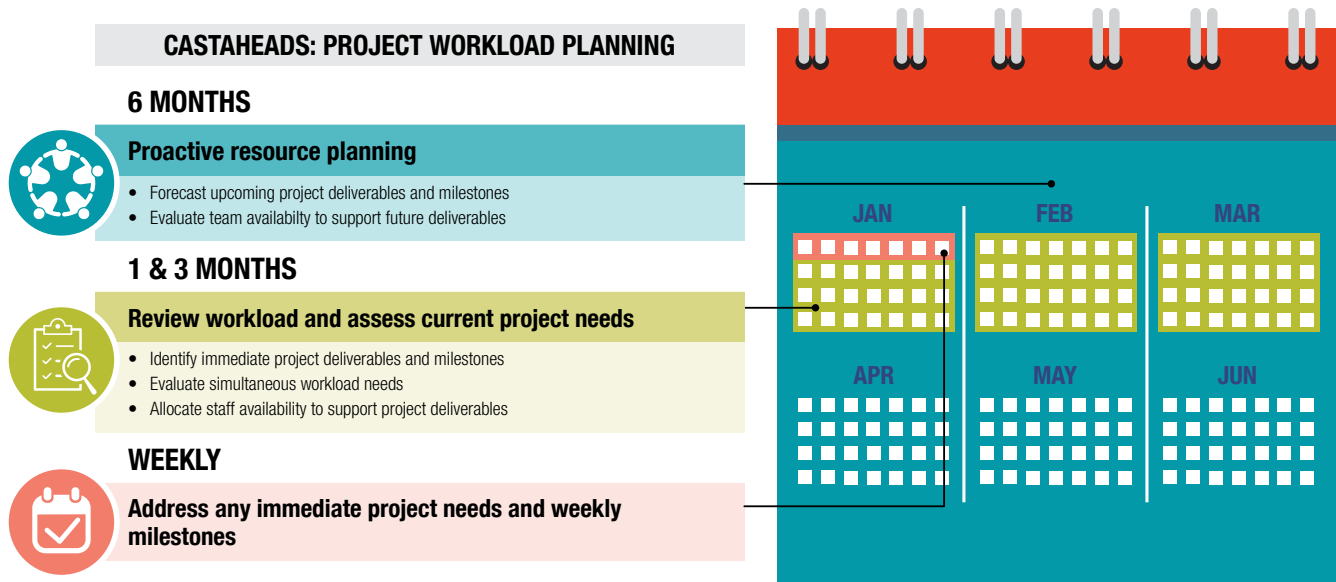 CASTAHEADS: PROJECT WORKLOAD PLANNING
6 MONTHS
Proactive resource planning
• Forecast upcoming project deliverables and milestones
• Evaluate team availabilty to support future deliverables
1 & 3 MONTHS
Review workload and assess current project needs
• Identify immediate project deliverables and milestones
• Evaluate simultaneous workload needs
• Allocate staff availability to support project deliverables
WEEKLY
Address any immediate project needs and weekly
milestones
JAN FEB MAR
APR MAY JUN